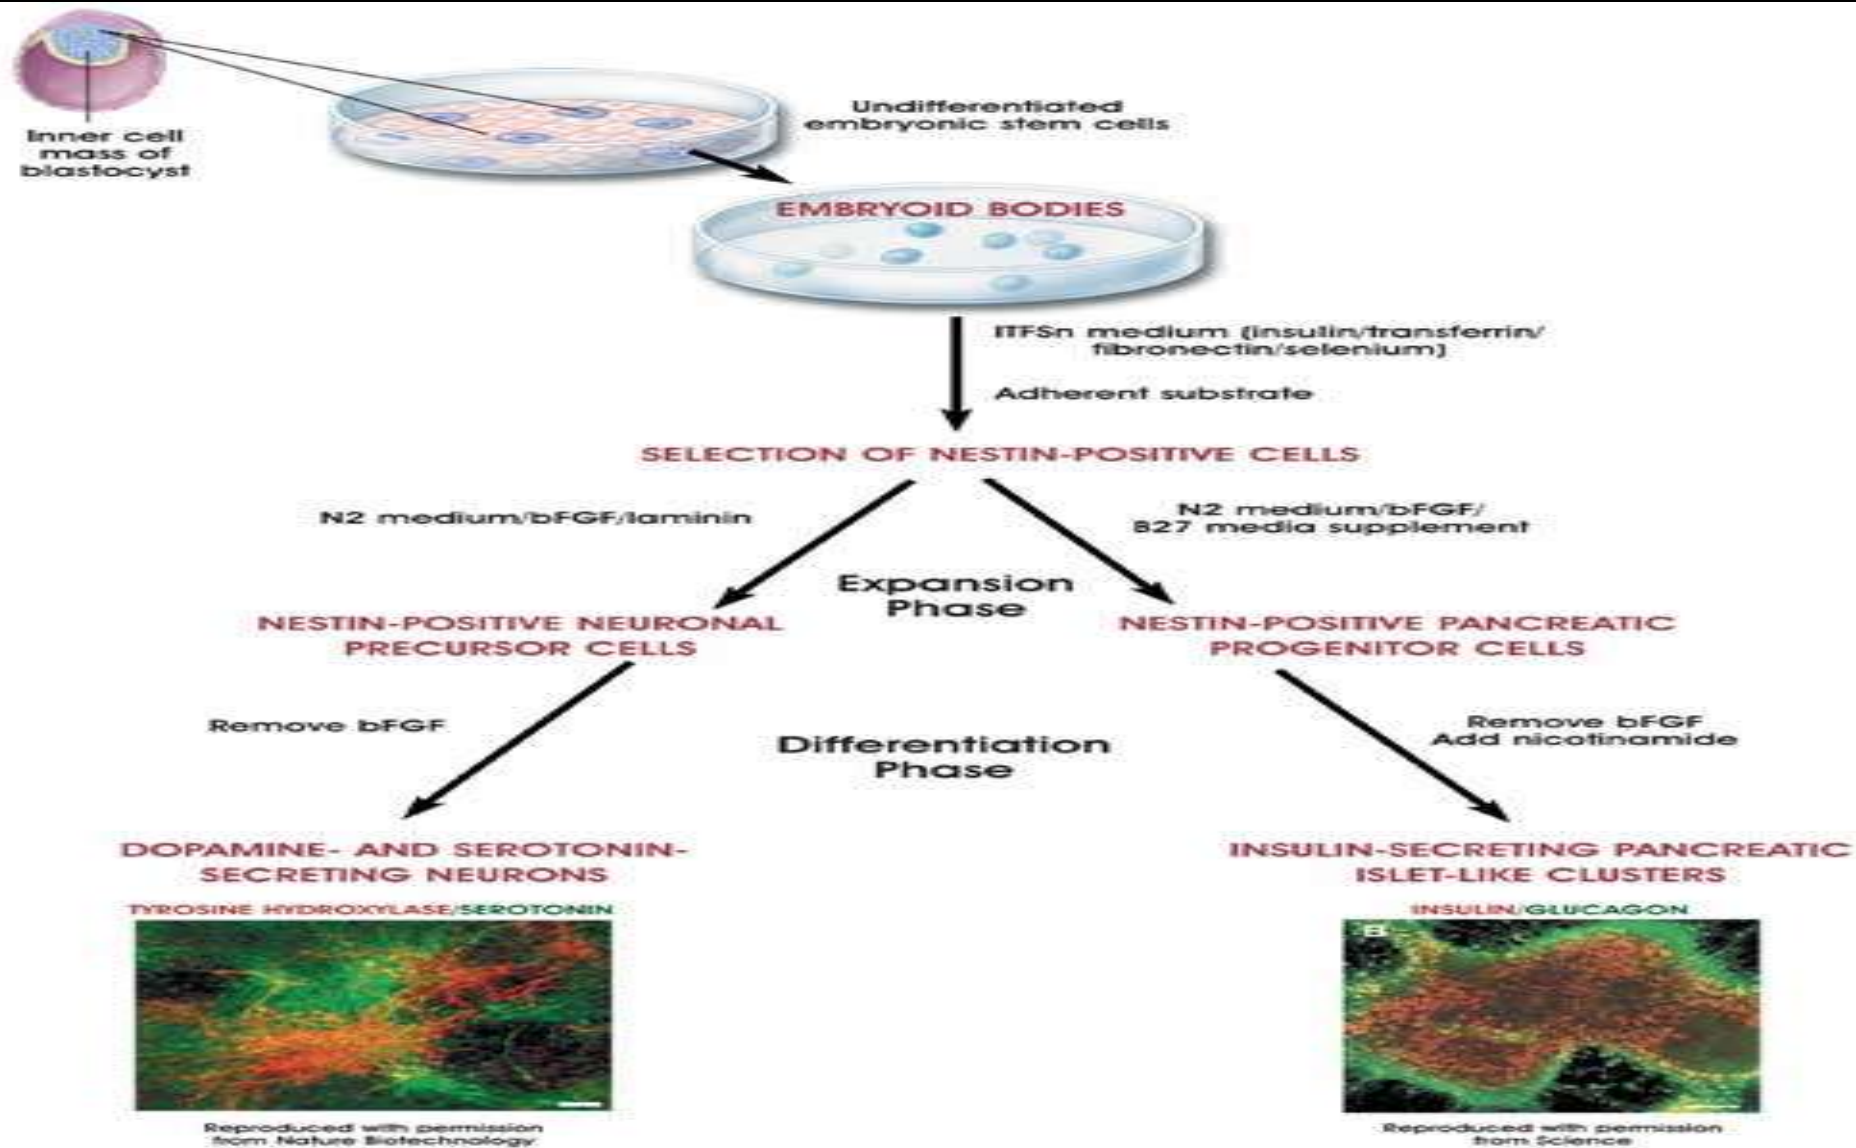 Inner cell
mass of
blastocyst
Undifferentiated
embryonic stem cells
EMBRYOID BODIES
ITFSn medium (insulin/transferrin/
fibronectin/selenium)
Adherent substrate
SELECTION OF NESTIN-POSITIVE CELLS
N2 medium/bFGF/laminin
N2 medium/bFGF/
B27 media supplement
Expansion
Phase
NESTIN-POSITIVE NEURONAL
PRECURSOR CELLS
NESTIN-POSITIVE PANCREATIC
PROGENITOR CELLS
Remove bFGF
Differentiation
Phase
Remove bFGF
Add nicotinamide
DOPAMINE- AND SEROTONIN-
SECRETING NEURONS
INSULIN-SECRETING PANCREATIC
ISLET-LIKE CLUSTERS
TYROSINE HYDROXYLASE/SEROTONIN
INSULIN/GLUCAGON
B
Reproduced with permission
from Nature Biotechnology
Reproduced with permission
from Science